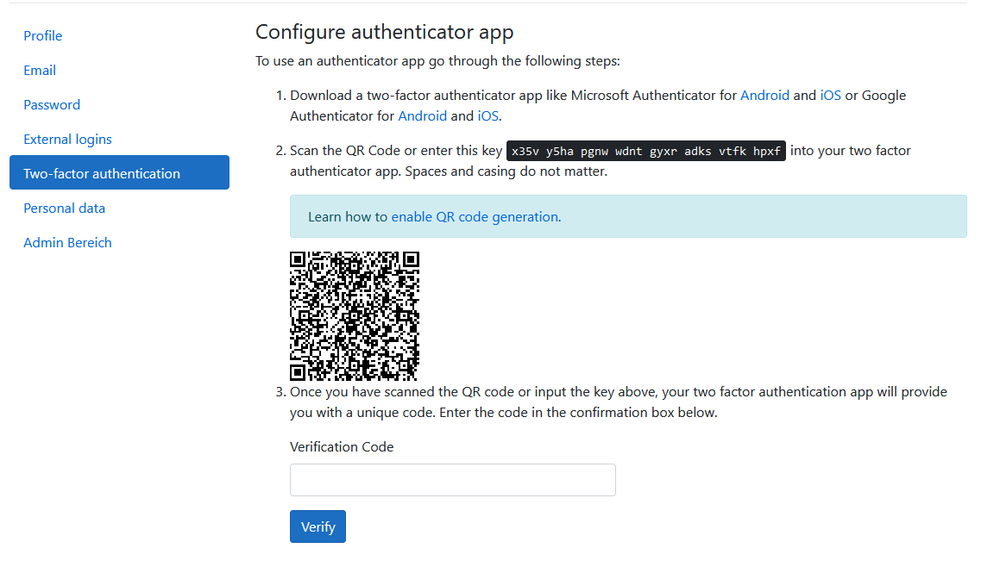 Profile
Email
Password
External logins
Two-factor authentication
Personal data
Admin Bereich
Configure authenticator app
To use an authenticator app go through the following steps:
1. Download a two-factor authenticator app like Microsoft Authenticator for Android and iOS or Google
Authenticator for Android and iOS.
2. Scan the QR Code or enter this key x35v y5ha pgnw wdnt gyxr adks vtfk hpxf into your two factor
authenticator app. Spaces and casing do not matter.
Learn how to enable QR code generation.
3. Once you have scanned the QR code or input the key above, your two factor authentication app will provide
you with a unique code. Enter the code in the confirmation box below.
Verification Code
Verify